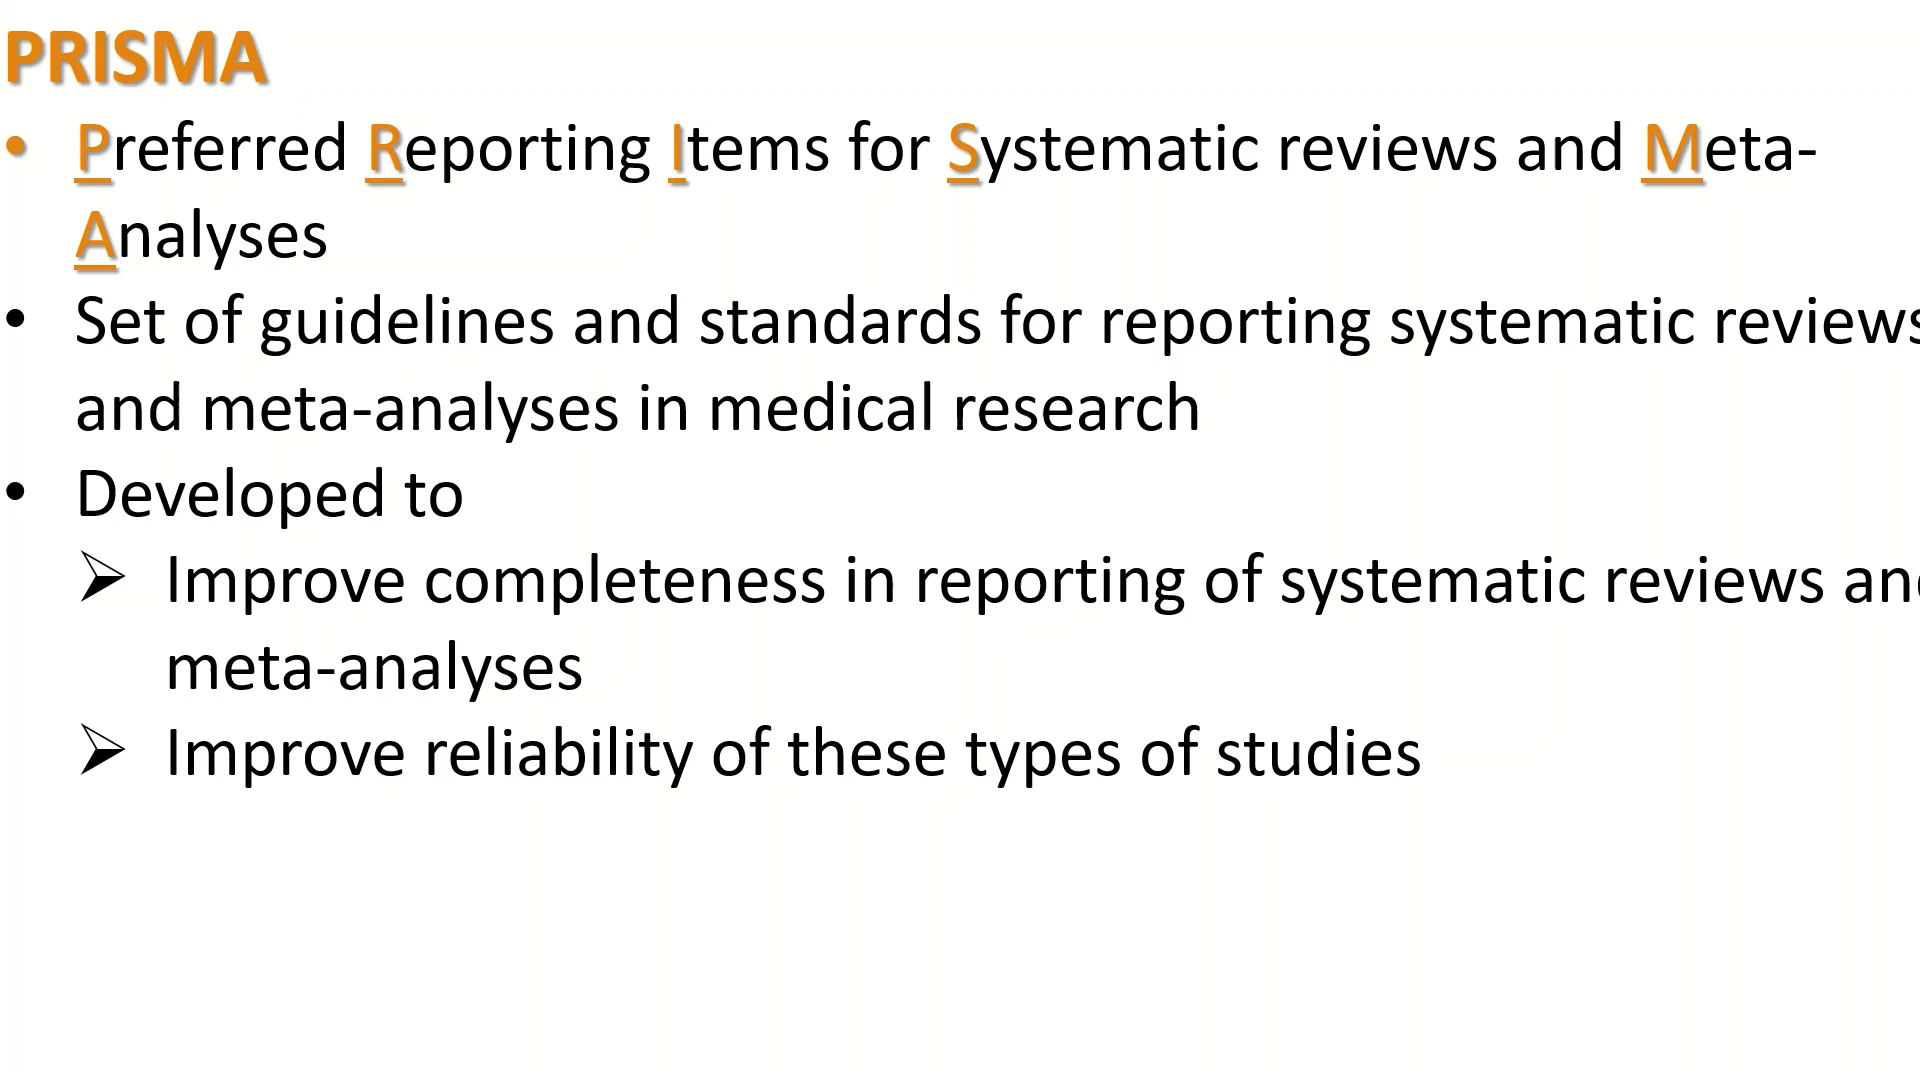 PRISMA
• Preferred Reporting Items for Systematic reviews and Meta-
Analyses
• Set of guidelines and standards for reporting systematic reviews
and meta-analyses in medical research
• Developed to
➢ Improve completeness in reporting of systematic reviews and
meta-analyses
➢ Improve reliability of these types of studies